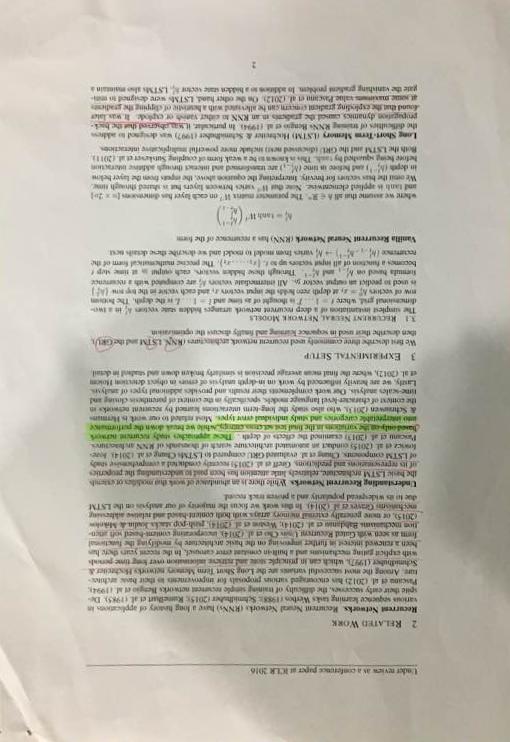 Under review as a conference paper at ICLR 2016
2 RELATED WORK
Recurrent Networks. Recurrent Neural Networks (RNNs) have a long history of applications in
various sequence learning tasks Werbos (1988); Schmidhuber (2015); Rumelhart et al. (1985). De-
spite their early successes, the difficulty of training simple recurrent networks Bengio et al. (1994);
Pascanu et al. (2012) has encouraged various proposals for improvements to their basic architec-
ture. Among the most successful variants are the Long Short Term Memory networks Hochreiter &
Schmidhuber (1997), which can in principle store and retrieve information over long time periods
with explicit gating mechanisms and a built-in constant error carousel. In the recent years there has
been a renewed interest in further improving on the basic architecture by modifying the functional
form as seen with Gated Recurrent Units Cho et al. (2014), incorporating content-based soft atten-
tion mechanisms Bahdanau et al. (2014); Weston et al. (2014), push-pop stacks Joulin & Mikolov
(2015), or more generally external memory arrays with both content-based and relative addressing
mechanisms Graves et al. (2014). In this work we focus the majority of our analysis on the LSTM
due to its widespread popularity and a proven track record.
Understanding Recurrent Networks. While there is an abundance of work that modifies or extends
the basic LSTM architecture, relatively little attention has been paid to understanding the properties
of its representations and predictions. Greff et al. (2015) recently conducted a comprehensive study
of LSTM components. Chung et al. evaluated GRU compared to LSTMs Chung et al. (2014). Joze-
fowicz et al. (2015) conduct an automated architecture search of thousands of RNN architectures.
Pascanu et al. (2013) examined the effects of depth. These approaches study recurrent network
based only on the variations in the final test set cross entropy, while we break down the performance
into interpretable categories and study individual error types. Most related to our work is Hermans
& Schrauwen (2013), who also study the long-term interactions learned by recurrent networks in
the context of character-level language models, specifically in the context of parenthesis closing and
time-scales analysis. Our work complements their results and provides additional types of analysis.
Lastly, we are heavily influenced by work on in-depth analysis of errors in object detection Hoiem
et al. (2012), where the final mean average precision is similarly broken down and studied in detail.
3 EXPERIMENTAL SETUP
We first describe three commonly used recurrent network architectures (RNN, LSTM and the GRU),
then describe their used in sequence learning and finally discuss the optimization.
3.1 RECURRENT NEURAL NETWORK MODELS
The simplest instantiation of a deep recurrent network arranges hidden state vectors h_t^l in a two-
dimensional grid, where t = 1 . . . T is thought of as time and l = 1 . . . L is the depth. The bottom
row of vectors h_t^0 = x_t at depth zero holds the input vectors x_t and each vector in the top row {h_t^L}
is used to predict an output vector y_t. All intermediate vectors h_t^l are computed with a recurrence
formula based on h_{t-1}^l and h_t^{l-1}. Through these hidden vectors, each output y_t at time step t
becomes a function of all input vectors up to t, {x_1, . . . , x_t}. The precise mathematical form of the
recurrence (h_{t-1}^l, h_t^{l-1}) → h_t^l varies from model to model and we describe these details next.
Vanilla Recurrent Neural Network (RNN) has a recurrence of the form
h_t^l = tanh W^l (h_t^{l-1} h_{t-1}^l)
where we assume that all h ∈ R^n. The parameter matrix W^l on each layer has dimensions [n × 2n]
and tanh is applied elementwise. Note that W^l varies between layers but is shared through time.
We omit the bias vectors for brevity. Interpreting the equation above, the inputs from the layer below
in depth (h_t^{l-1}) and before in time (h_{t-1}^l) are transformed and interact through additive interaction
before being squashed by tanh. This is known to be a weak form of coupling Sutskever et al. (2011).
Both the LSTM and the GRU (discussed next) include more powerful multiplicative interactions.
Long Short-Term Memory (LSTM) Hochreiter & Schmidhuber (1997) was designed to address
the difficulties of training RNNs Bengio et al. (1994). In particular, it was observed that the back-
propagation dynamics caused the gradients in an RNN to either vanish or explode. It was later
found that the exploding gradient concern can be alleviated with a heuristic of clipping the gradients
at some maximum value Pascanu et al. (2012). On the other hand, LSTMs were designed to miti-
gate the vanishing gradient problem. In addition to a hidden state vector h_t^l, LSTMs also maintain a
2